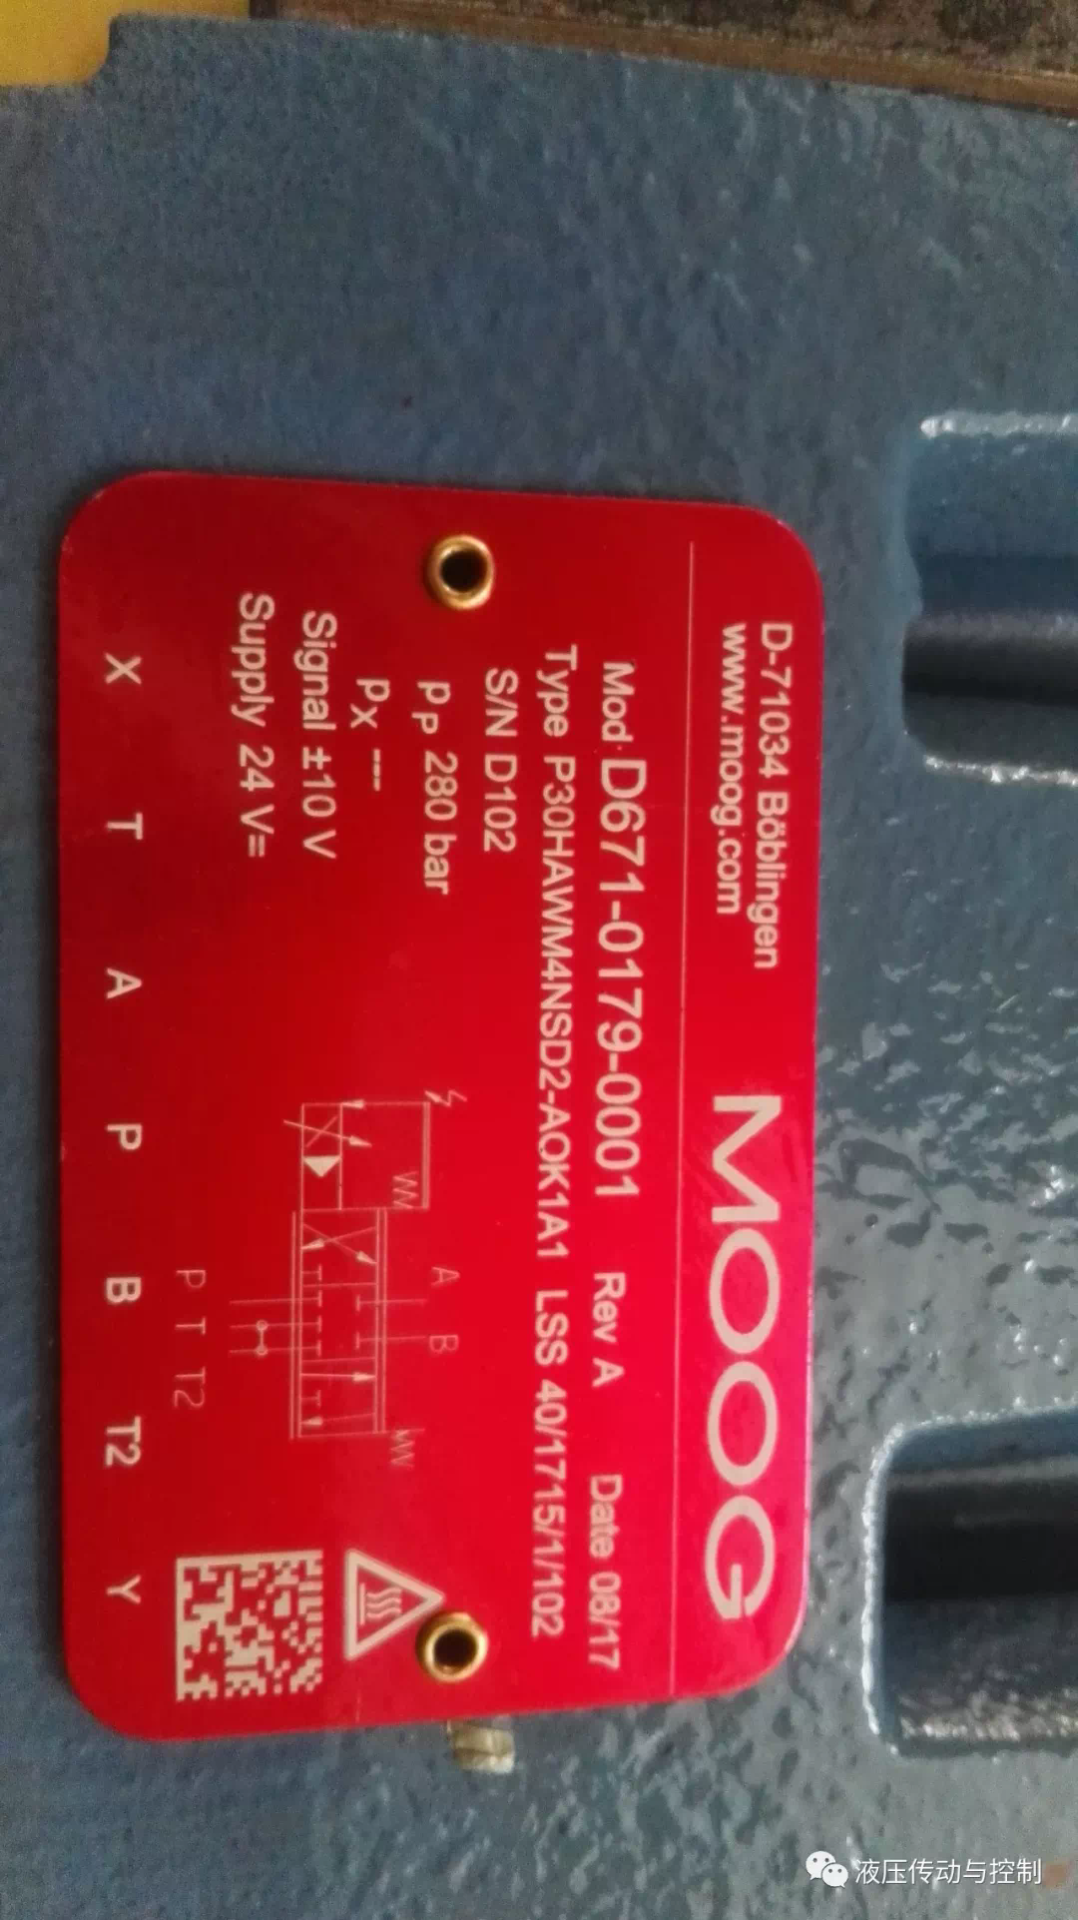 D-71034 Böblingen
www.moog.com
MOOG
Mod D671-0179-0001 Rev A Date 08/17
Type P30HAWM4NSD2-AOK1A1 LSS 40/1715/1/102
S/N D102
pP 280 bar
pX ---
Signal ±10 V
Supply 24 V=
A B
P T T2
X T A P B T2 Y
液压传动与控制